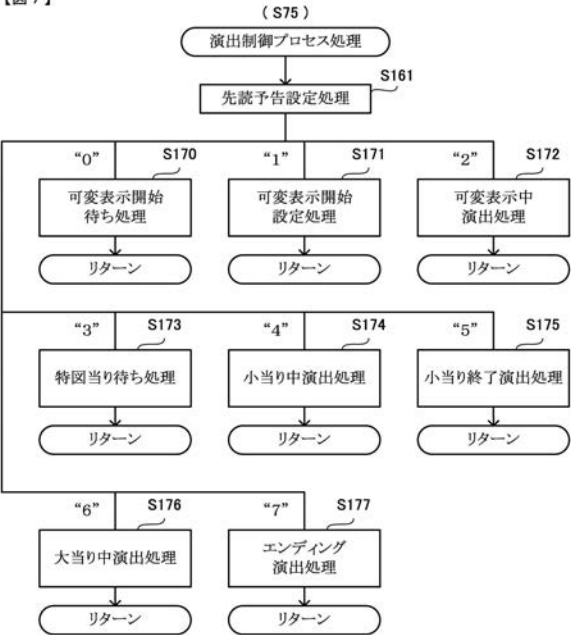 【図7】
(S75)
演出制御プロセス処理
S161
先読予告設定処理
“0”
S170
可変表示開始
待ち処理
リターン
“1”
S171
可変表示開始
設定処理
リターン
“2”
S172
可変表示中
演出処理
リターン
“3”
S173
特図当り待ち処理
リターン
“4”
S174
小当り中演出処理
リターン
“5”
S175
小当り終了演出処理
リターン
“6”
S176
大当り中演出処理
リターン
“7”
S177
エンディング
演出処理
リターン